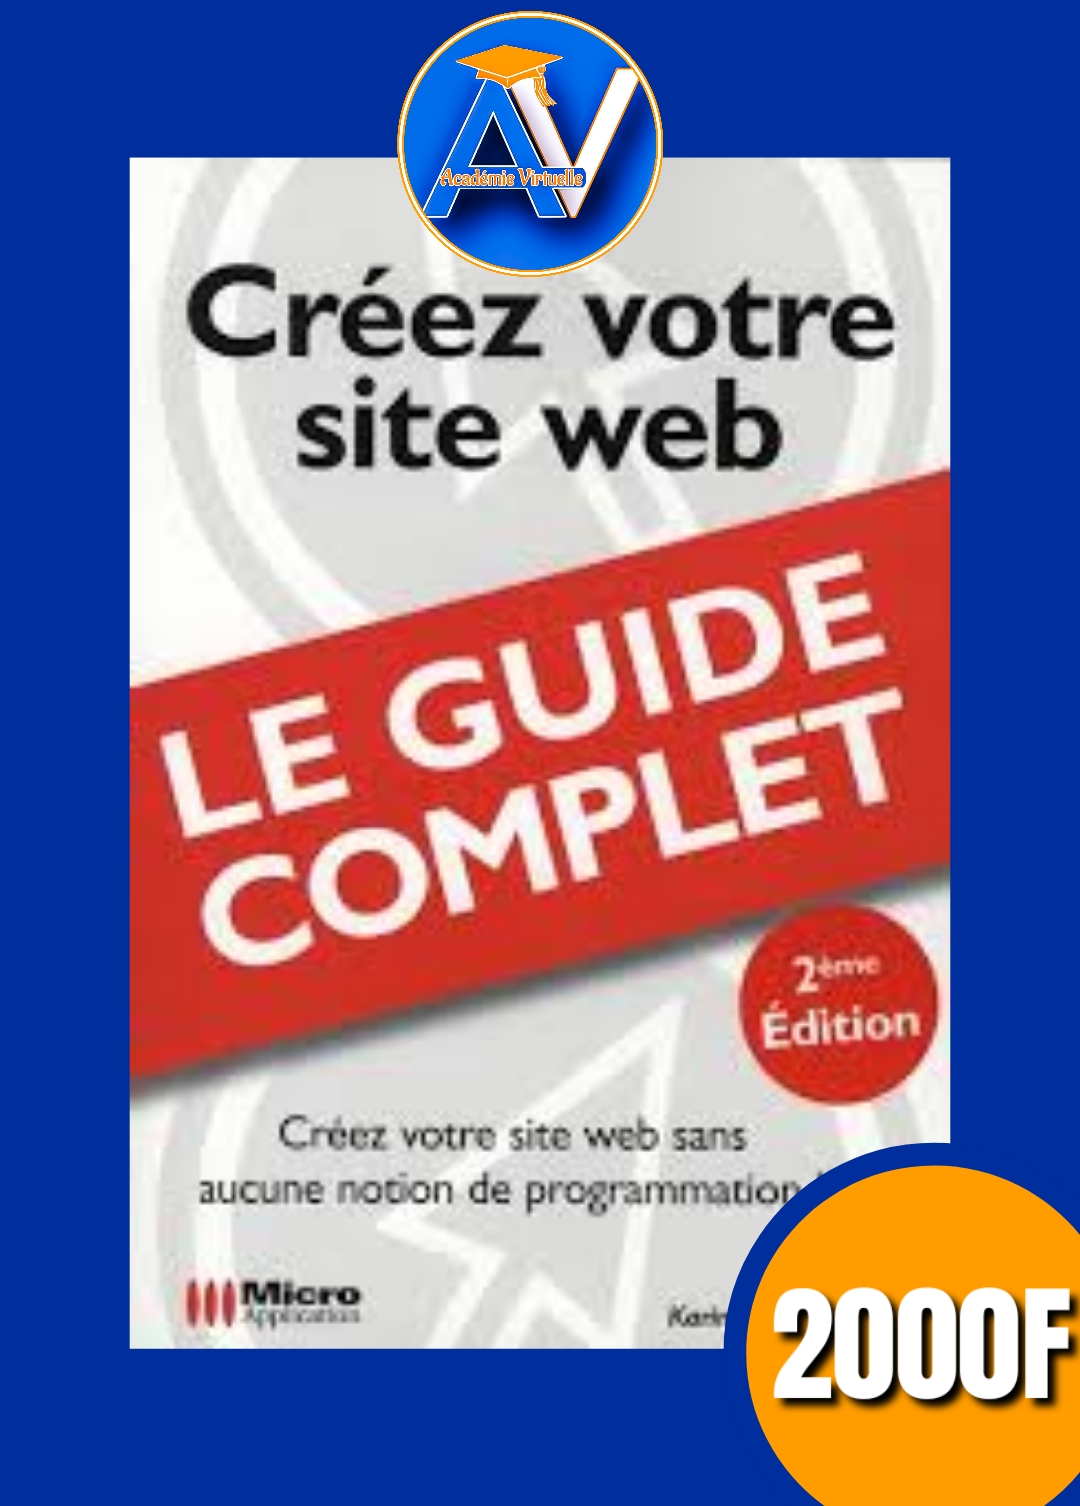 AV
Académie Virtuelle
Créez votre
site web
LE GUIDE
COMPLET
2ème
Édition
Créez votre site web sans
aucune notion de programmation
Micro
Application
2000F